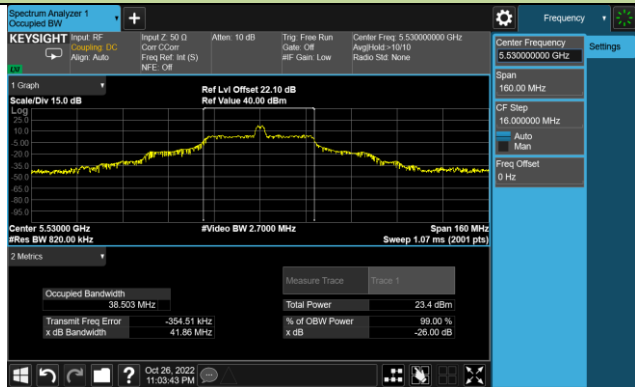 Spectrum Analyzer 1
Occupied BW
Frequency
KEYSIGHT
Input: RF
Coupling: DC
Align: Auto
Input Z: 50 Ω
Corr CCorr
Freq Ref: Int (S)
NFE: Off
Atten: 10 dB
Trig: Free Run
Gate: Off
#IF Gain: Low
Center Freq: 5.530000000 GHz
Avg|Hold:>10/10
Radio Std: None
Center Frequency
5.530000000 GHz
Settings
Span
160.00 MHz
CF Step
16.000000 MHz
Auto
Man
Freq Offset
0 Hz
1 Graph
Scale/Div 15.0 dB
Ref Lvl Offset 22.10 dB
Ref Value 40.00 dBm
Log
25.0
10.0
-5.00
-20.0
-35.0
-50.0
-65.0
-80.0
-95.0
Center 5.53000 GHz
#Res BW 820.00 kHz
#Video BW 2.7000 MHz
Span 160 MHz
Sweep 1.07 ms (2001 pts)
2 Metrics
Measure Trace
Trace 1
Occupied Bandwidth
38.503 MHz
Total Power
23.4 dBm
Transmit Freq Error
-354.51 kHz
% of OBW Power
99.00 %
x dB Bandwidth
41.86 MHz
x dB
-26.00 dB
?
Oct 26, 2022
11:03:43 PM